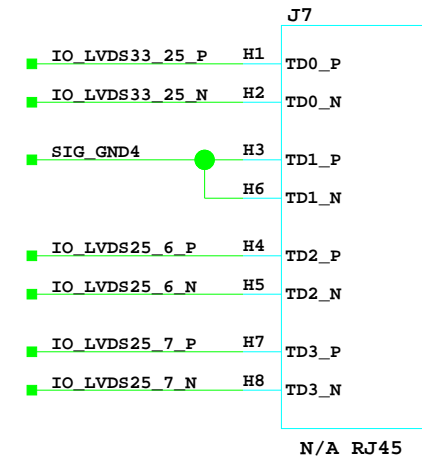 J7
IO_LVDS33_25_P H1 TD0_P
IO_LVDS33_25_N H2 TD0_N
SIG_GND4 H3 TD1_P
H6 TD1_N
IO_LVDS25_6_P H4 TD2_P
IO_LVDS25_6_N H5 TD2_N
IO_LVDS25_7_P H7 TD3_P
IO_LVDS25_7_N H8 TD3_N
N/A RJ45